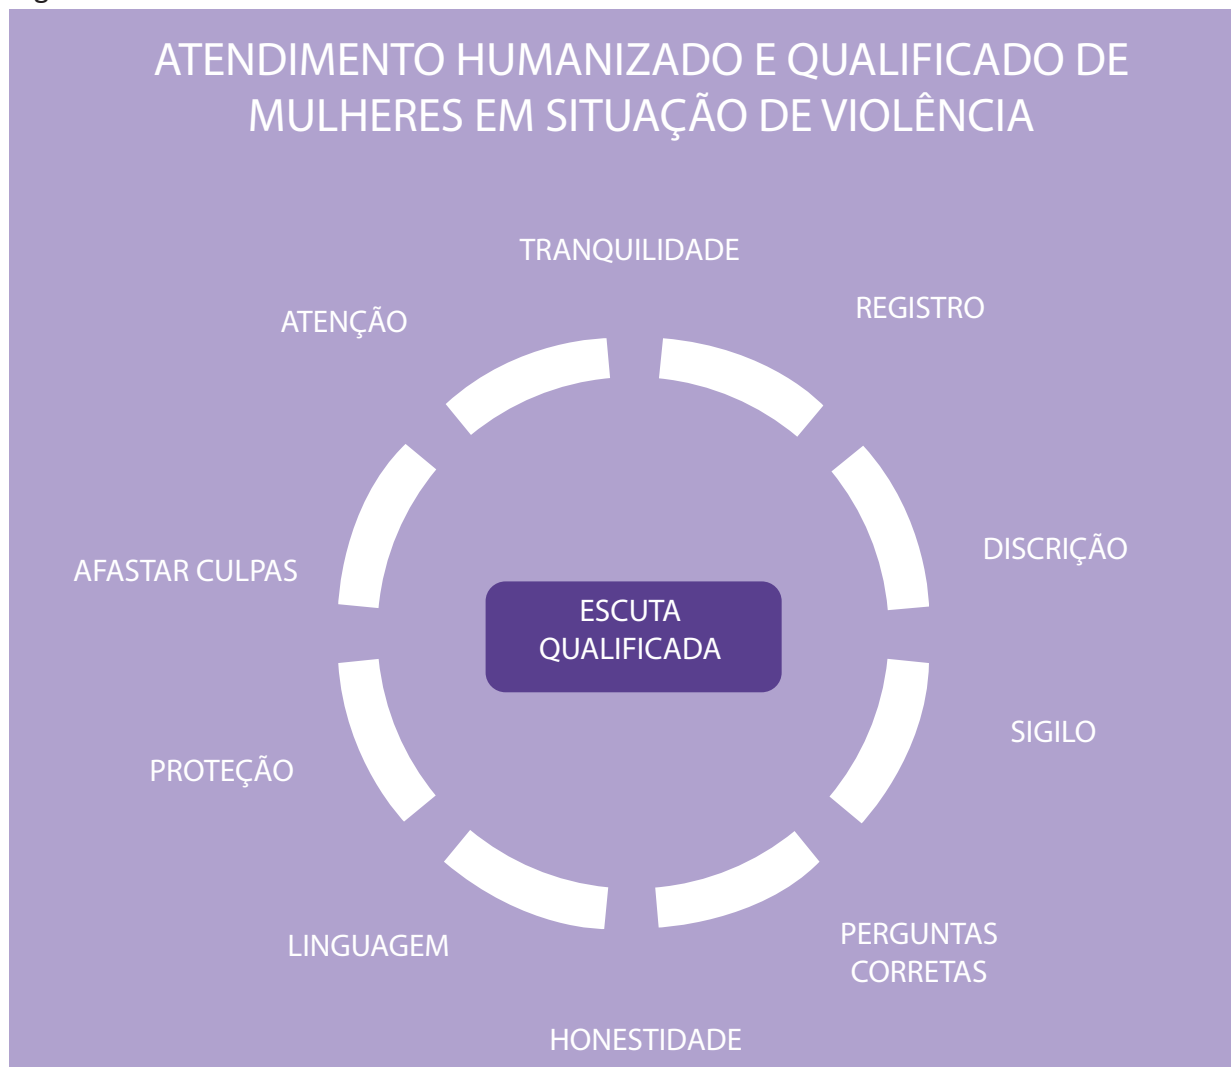 ATENDIMENTO HUMANIZADO E QUALIFICADO DE
MULHERES EM SITUAÇÃO DE VIOLÊNCIA
TRANQUILIDADE
REGISTRO
ATENÇÃO
DISCRIÇÃO
AFASTAR CULPAS
ESCUTA
QUALIFICADA
SIGILO
PROTEÇÃO
PERGUNTAS
CORRETAS
LINGUAGEM
HONESTIDADE